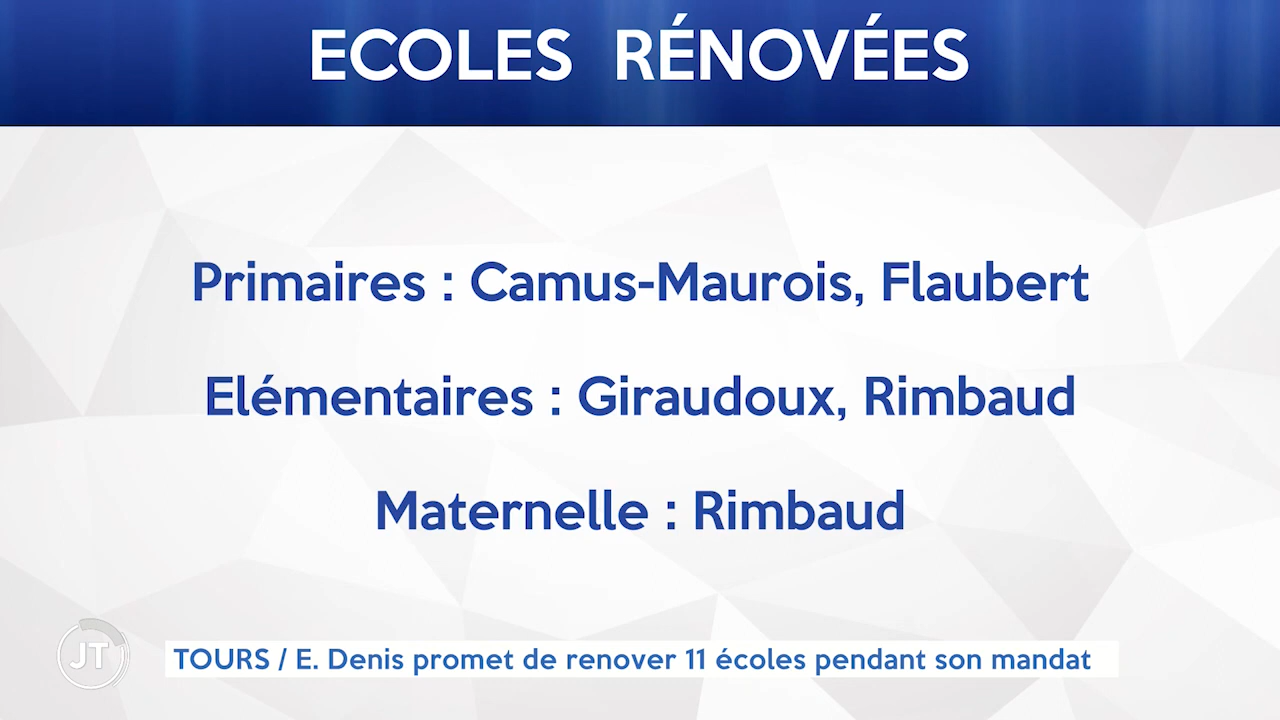 ECOLES RÉNOVÉES
Primaires : Camus-Maurois, Flaubert
Elémentaires : Giraudoux, Rimbaud
Maternelle : Rimbaud
JT
TOURS / E. Denis promet de renover 11 écoles pendant son mandat